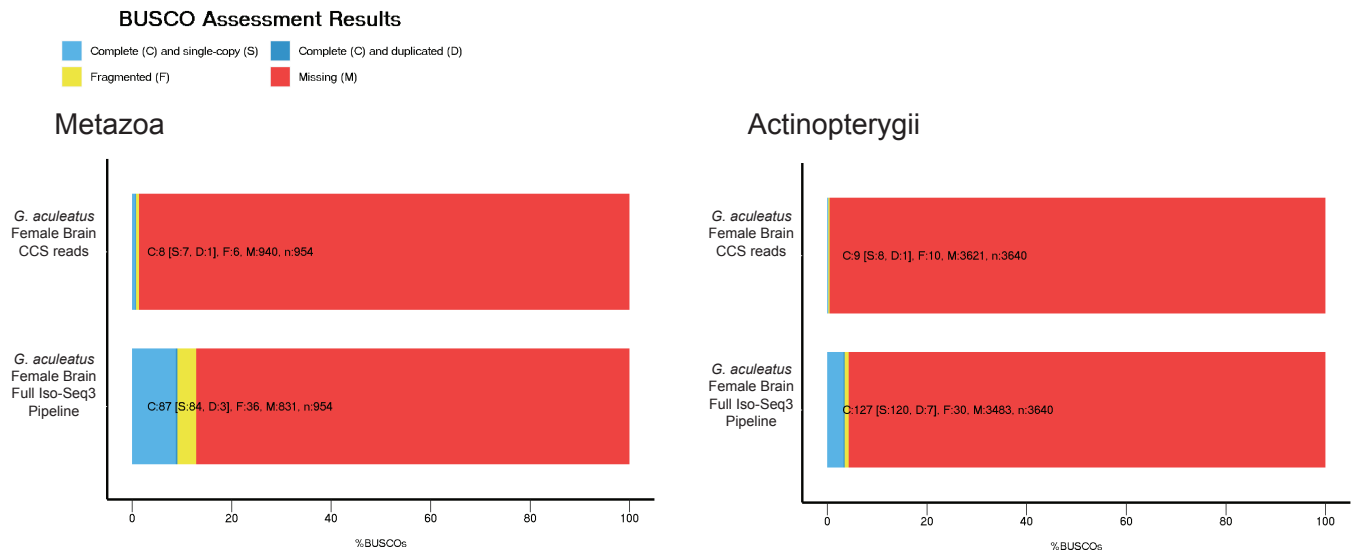 BUSCO Assessment Results
Complete (C) and single-copy (S)
Complete (C) and duplicated (D)
Fragmented (F)
Missing (M)
Metazoa
G. aculeatus
Female Brain
CCS reads
C:8 [S:7, D:1], F:6, M:940, n:954
G. aculeatus
Female Brain
Full Iso-Seq3
Pipeline
C:87 [S:84, D:3], F:36, M:831, n:954
0 20 40 60 80 100
%BUSCOs
Actinopterygii
G. aculeatus
Female Brain
CCS reads
C:9 [S:8, D:1], F:10, M:3621, n:3640
G. aculeatus
Female Brain
Full Iso-Seq3
Pipeline
C:127 [S:120, D:7], F:30, M:3483, n:3640
0 20 40 60 80 100
%BUSCOs